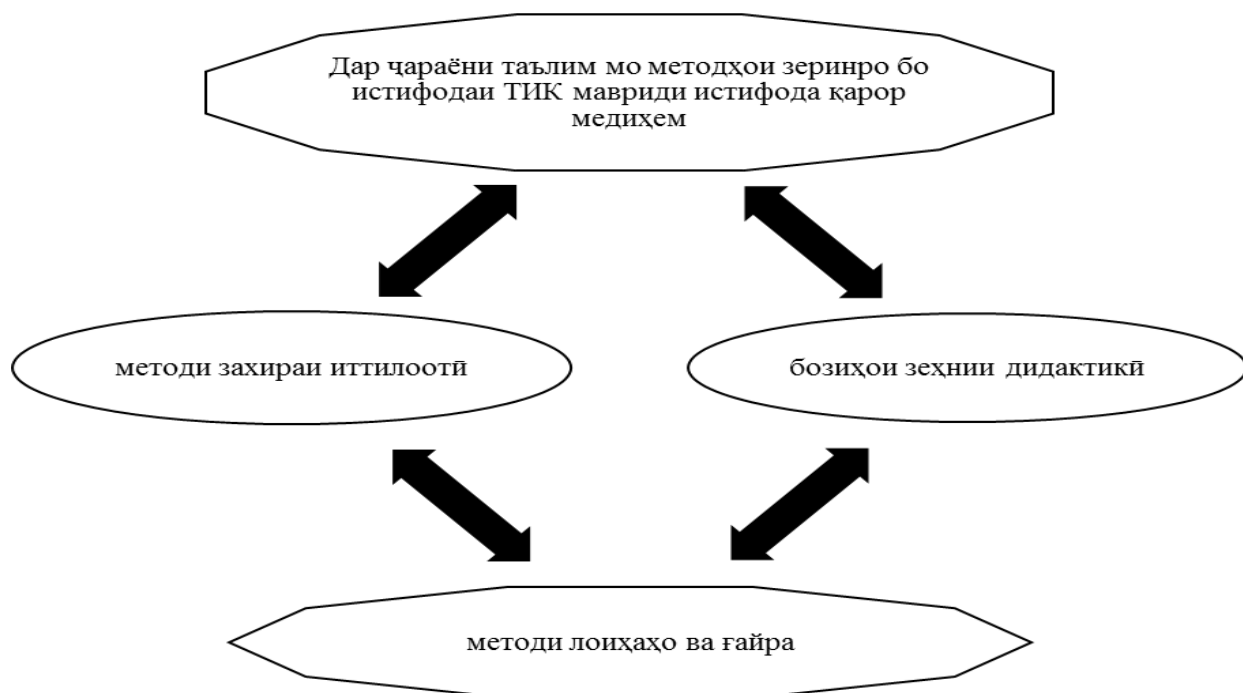 Дар ҷараёни таълим мо методҳои зеринро бо
истифодаи ТИК мавриди истифода қарор
медиҳем
методи захираи иттилоотӣ
бозиҳои зеҳнии дидактикӣ
методи лоиҳаҳо ва ғайра